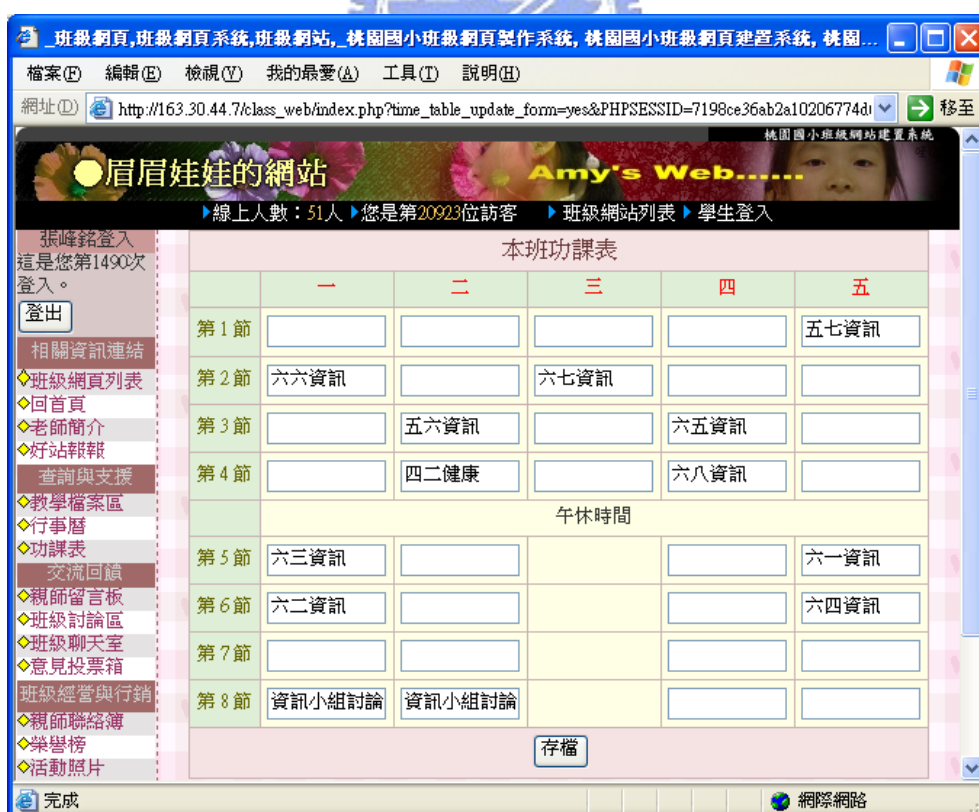 _班級網頁,班級網頁系統,班級網站,_桃園國小班級網頁製作系統, 桃園國小班級網頁建置系統, 桃園...
檔案(F) 編輯(E) 檢視(V) 我的最愛(A) 工具(T) 說明(H)
網址(D) http://163.30.44.7/class_web/index.php?time_table_update_form=yes&PHPSESSID=7198ce36ab2a10206774d 移至
桃園國小班級網站建置系統
●眉眉娃娃的網站 Amy's Web......
線上人數：51人 您是第20923位訪客 班級網站列表 學生登入
張峰銘登入
這是您第1490次
登入。
登出
相關資訊連結
班級網頁列表
回首頁
老師簡介
好站報報
查詢與支援
教學檔案區
行事曆
功課表
交流回饋
親師留言板
班級討論區
班級聊天室
意見投票箱
班級經營與行銷
親師聯絡簿
榮譽榜
活動照片
本班功課表
一 二 三 四 五
第1節 五七資訊
第2節 六六資訊 六七資訊
第3節 五六資訊 六五資訊
第4節 四二健康 六八資訊
午休時間
第5節 六三資訊 六一資訊
第6節 六二資訊 六四資訊
第7節
第8節 資訊小組討論 資訊小組討論
存檔
完成 網際網路